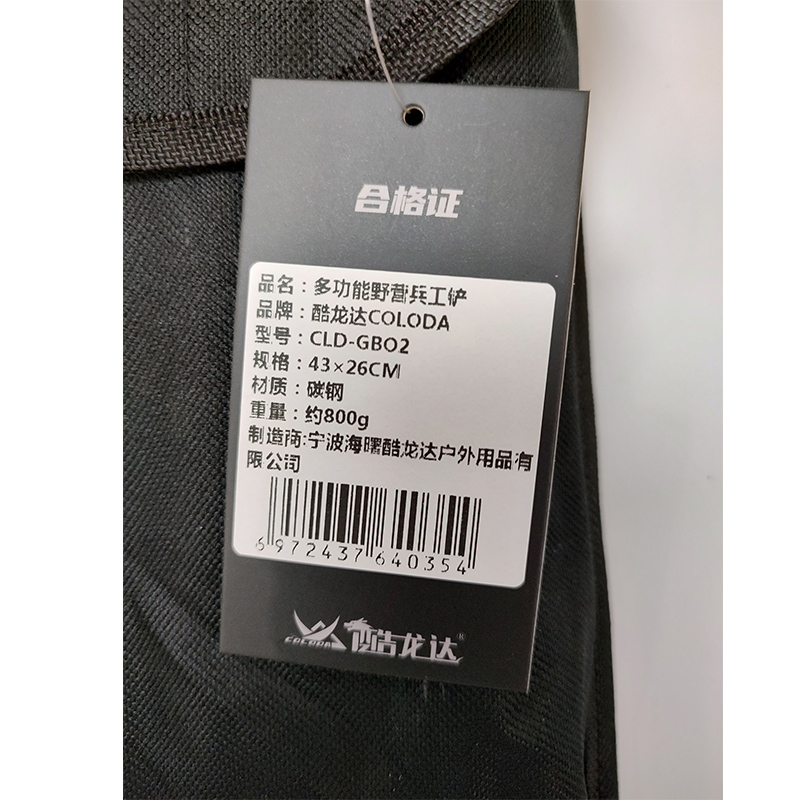 合格证
品名：多功能野营兵工铲
品牌：酷龙达COLODA
型号：CLD-GB02
规格：43×26CM
材质：碳钢
重量：约800g
制造商:宁波海曙酷龙达户外用品有
限公司
6972437640354
酷龙达®